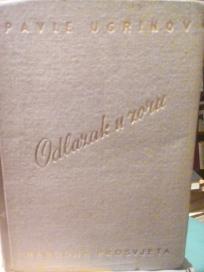 PAVLE UGRINOV
Odlazak u zoru
NARODNA PROSVJETA